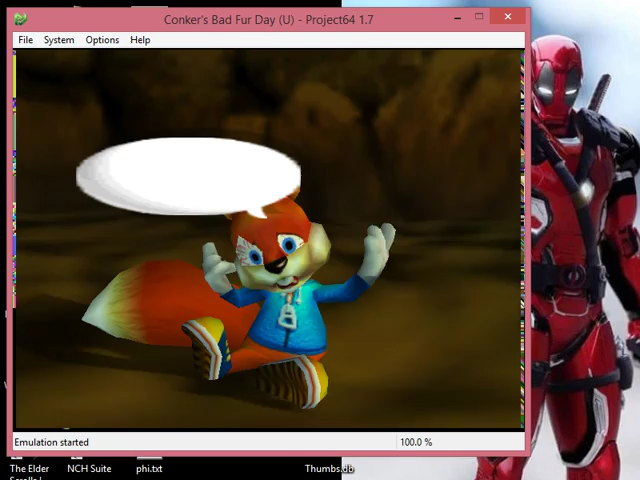 Conker's Bad Fur Day (U) - Project64 1.7
File System Options Help
Emulation started 100.0 %
The Elder NCH Suite phi.txt Thumbs.db